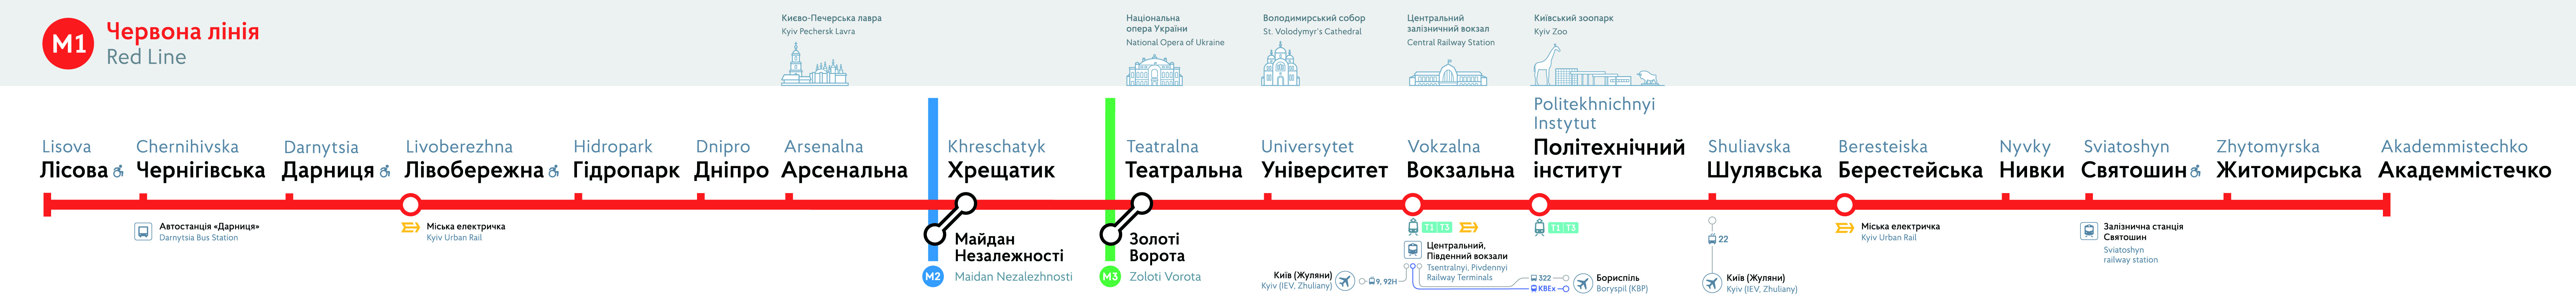 M1
Червона лінія
Red Line
Києво-Печерська лавра
Kyiv Pechersk Lavra
Національна
опера України
National Opera of Ukraine
Володимирський собор
St. Volodymyr's Cathedral
Центральний
залізничний вокзал
Central Railway Station
Київський зоопарк
Kyiv Zoo
Lisova
Лісова
Chernihivska
Чернігівська
Darnytsia
Дарниця
Livoberezhna
Лівобережна
Hidropark
Гідропарк
Dnipro
Дніпро
Arsenalna
Арсенальна
Khreschatyk
Хрещатик
Teatralna
Театральна
Universytet
Університет
Vokzalna
Вокзальна
Politekhnichnyi
Instytut
Політехнічний
інститут
Shuliavska
Шулявська
Beresteiska
Берестейська
Nyvky
Нивки
Sviatoshyn
Святошин
Zhytomyrska
Житомирська
Akademmistechko
Академмістечко
Автостанція «Дарниця»
Darnytsia Bus Station
Міська електричка
Kyiv Urban Rail
Майдан
Незалежності
M2
Maidan Nezalezhnosti
Золоті
Ворота
M3
Zoloti Vorota
T1 T3
Центральний,
Південний вокзали
Tsentralnyi, Pivdennyi
Railway Terminals
Київ (Жуляни)
Kyiv (IEV, Zhuliany)
9, 92H
322
KBEx
Бориспіль
Boryspil (KBP)
T1 T3
22
Київ (Жуляни)
Kyiv (IEV, Zhuliany)
Міська електричка
Kyiv Urban Rail
Залізнична станція
Святошин
Sviatoshyn
railway station